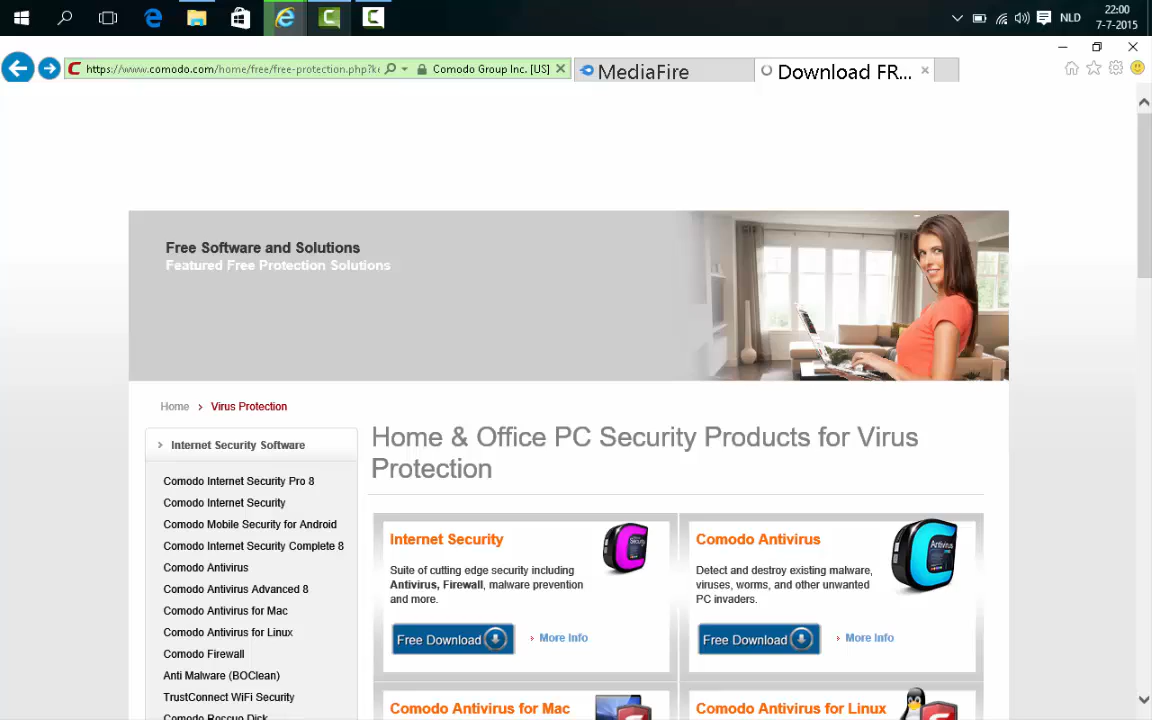 22:00
NLD
7-7-2015
https://www.comodo.com/home/free/free-protection.php?k
Comodo Group Inc. [US]
MediaFire
Download FR...
Free Software and Solutions
Featured Free Protection Solutions
Home > Virus Protection
Internet Security Software
Comodo Internet Security Pro 8
Comodo Internet Security
Comodo Mobile Security for Android
Comodo Internet Security Complete 8
Comodo Antivirus
Comodo Antivirus Advanced 8
Comodo Antivirus for Mac
Comodo Antivirus for Linux
Comodo Firewall
Anti Malware (BOClean)
TrustConnect WiFi Security
Comodo Rescue Disk
Home & Office PC Security Products for Virus
Protection
Internet Security
Suite of cutting edge security including
Antivirus, Firewall, malware prevention
and more.
Free Download
More Info
Comodo Antivirus
Detect and destroy existing malware,
viruses, worms, and other unwanted
PC invaders.
Antivirus
Free Download
More Info
Comodo Antivirus for Mac
Comodo Antivirus for Linux